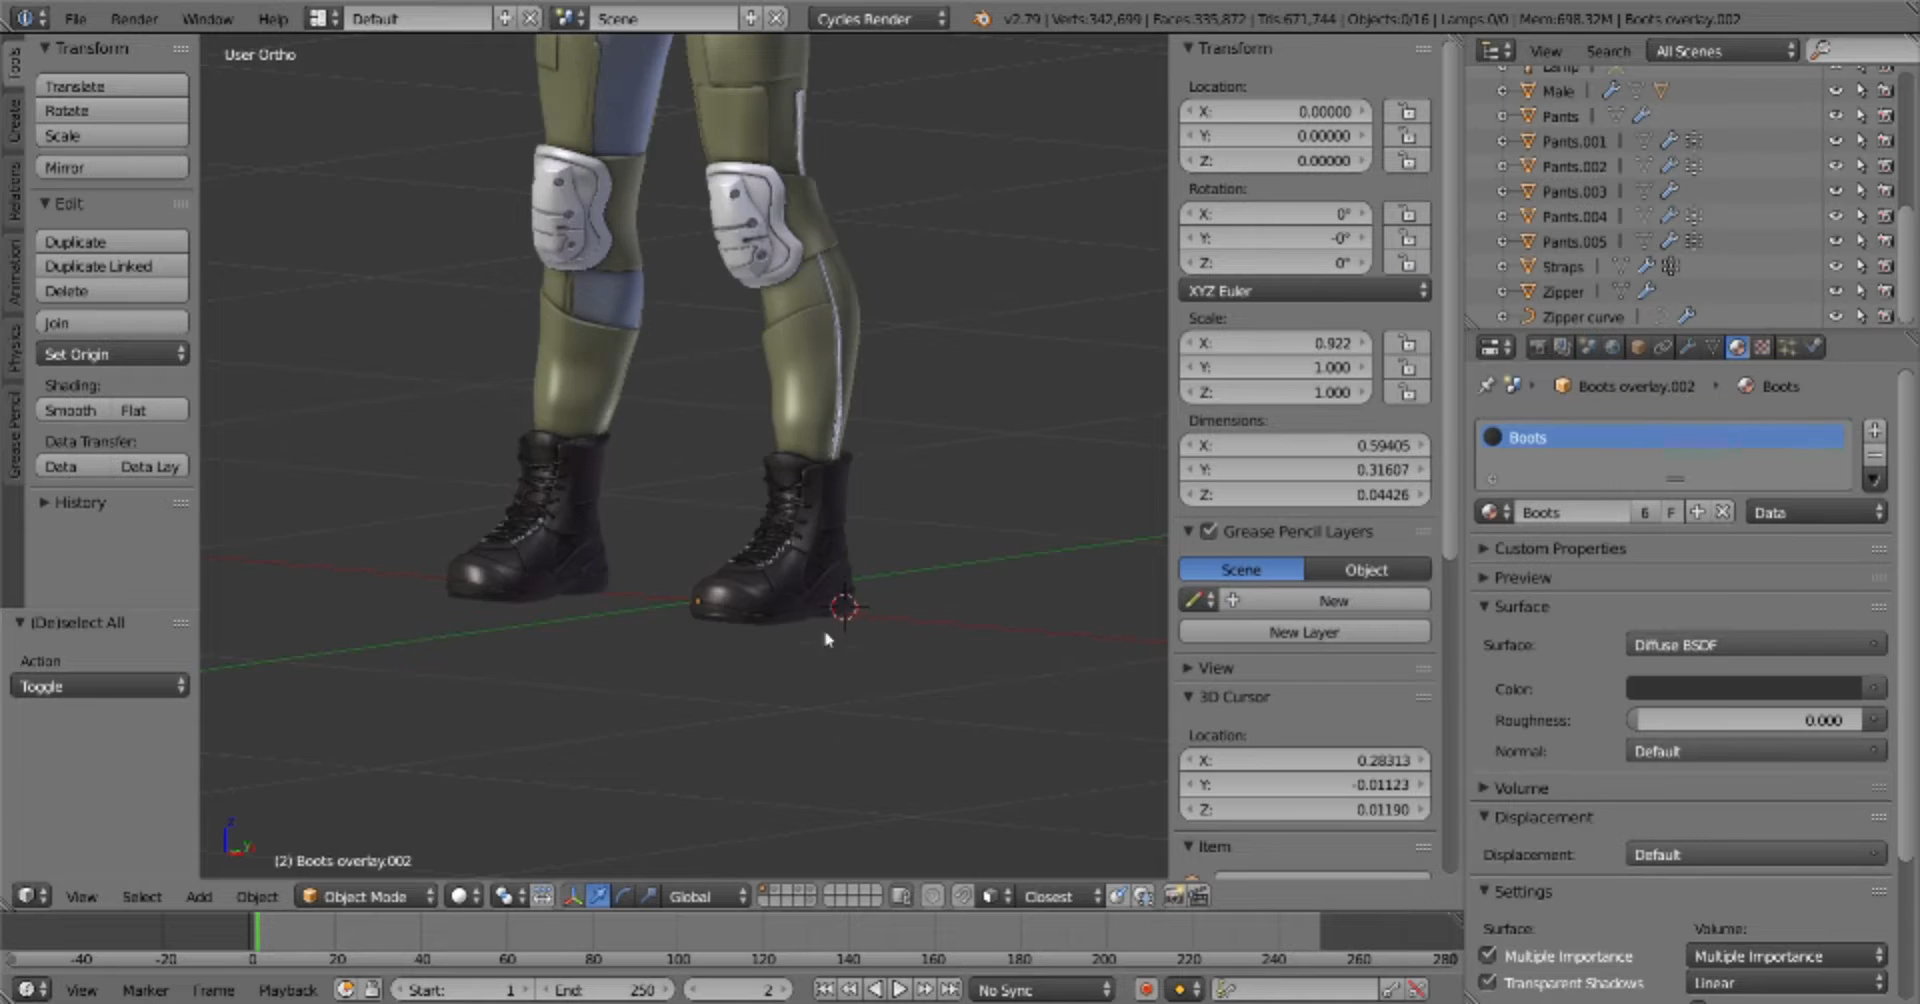 File Render Window Help Default Scene Cycles Render v2.79 | Verts:342,699 | Faces:335,872 | Tris:671,744 | Objects:0/16 | Lamps:0/0 | Mem:698.32M | Boots overlay.002
Tools
Create
Relations
Animation
Physics
Grease Pencil
Transform
Translate
Rotate
Scale
Mirror
Edit
Duplicate
Duplicate Linked
Delete
Join
Set Origin
Shading:
Smooth Flat
Data Transfer:
Data Data Lay
History
(De)select All
Action
Toggle
User Ortho
z
y
(2) Boots overlay.002
Transform
Location:
X: 0.00000
Y: 0.00000
Z: 0.00000
Rotation:
X: 0°
Y: -0°
Z: 0°
XYZ Euler
Scale:
X: 0.922
Y: 1.000
Z: 1.000
Dimensions:
X: 0.59405
Y: 0.31607
Z: 0.04426
Grease Pencil Layers
Scene Object
New
New Layer
View
3D Cursor
Location:
X: 0.28313
Y: -0.01123
Z: 0.01190
Item
View Search All Scenes
Lamp
Male
Pants
Pants.001
Pants.002
Pants.003
Pants.004
Pants.005
Straps
Zipper
Zipper curve
Boots overlay.002 Boots
Boots
Boots 6 F Data
Custom Properties
Preview
Surface
Surface: Diffuse BSDF
Color:
Roughness: 0.000
Normal: Default
Volume
Displacement
Displacement: Default
Settings
Surface: Volume:
Multiple Importance Multiple Importance
Transparent Shadows Linear
View Select Add Object Object Mode Global Closest
-40 -20 0 20 40 60 80 100 120 140 160 180 200 220 240 260 280
View Marker Frame Playback Start: 1 End: 250 2 No Sync